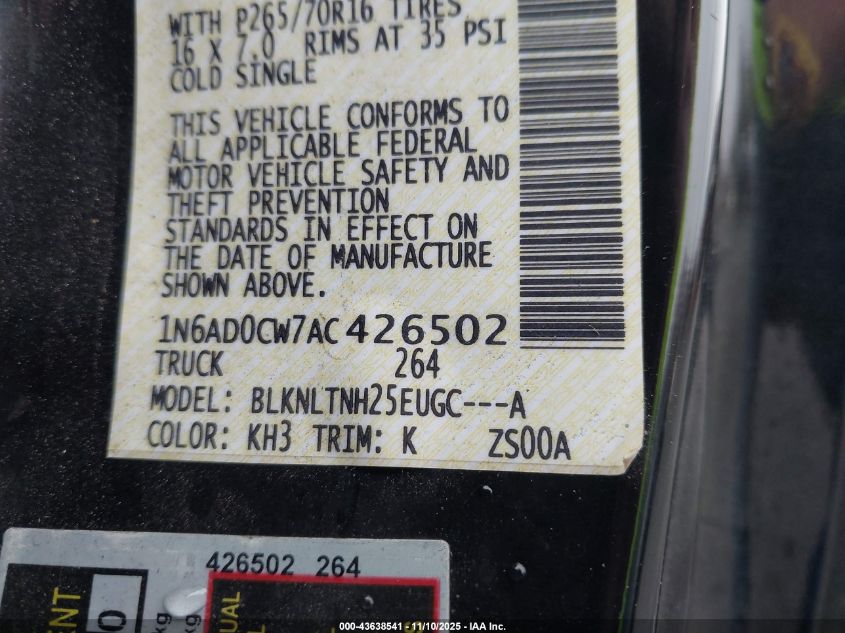 WITH P265/70R16 TIRES
16 X 7.0 RIMS AT 35 PSI
COLD SINGLE
THIS VEHICLE CONFORMS TO
ALL APPLICABLE FEDERAL
MOTOR VEHICLE SAFETY AND
THEFT PREVENTION
STANDARDS IN EFFECT ON
THE DATE OF MANUFACTURE
SHOWN ABOVE.
1N6AD0CW7AC426502
TRUCK 264
MODEL: BLKNLTNH25EUGC---A
COLOR: KH3 TRIM: K ZS00A
426502 264
kg
kg
000-43638541 - 11/10/2025 - IAA Inc.